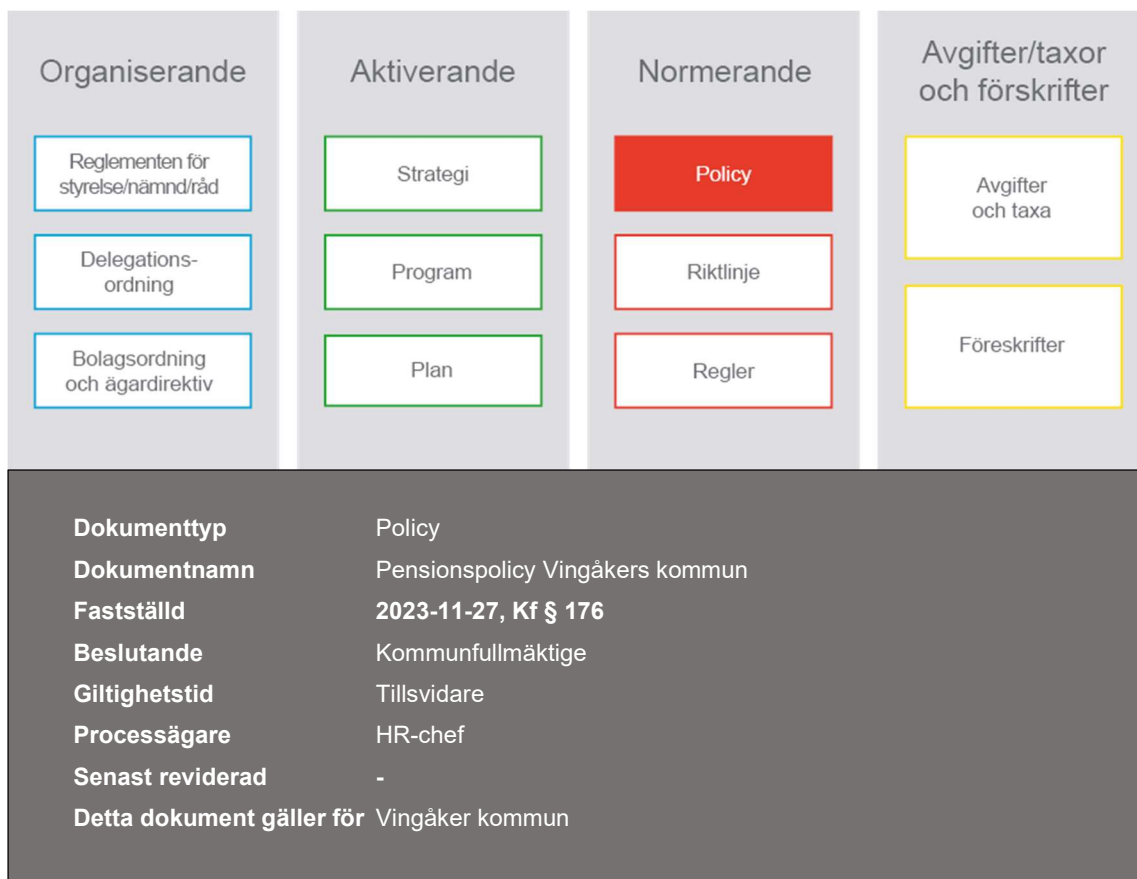 Organiserande
Reglementen för
styrelse/nämnd/råd
Delegations-
ordning
Bolagsordning
och ägardirektiv
Aktiverande
Strategi
Program
Plan
Normerande
Policy
Riktlinje
Regler
Avgifter/taxor
och förskrifter
Avgifter
och taxa
Föreskrifter
Dokumenttyp Policy
Dokumentnamn Pensionspolicy Vingåkers kommun
Fastställd 2023-11-27, Kf § 176
Beslutande Kommunfullmäktige
Giltighetstid Tillsvidare
Processägare HR-chef
Senast reviderad -
Detta dokument gäller för Vingåker kommun